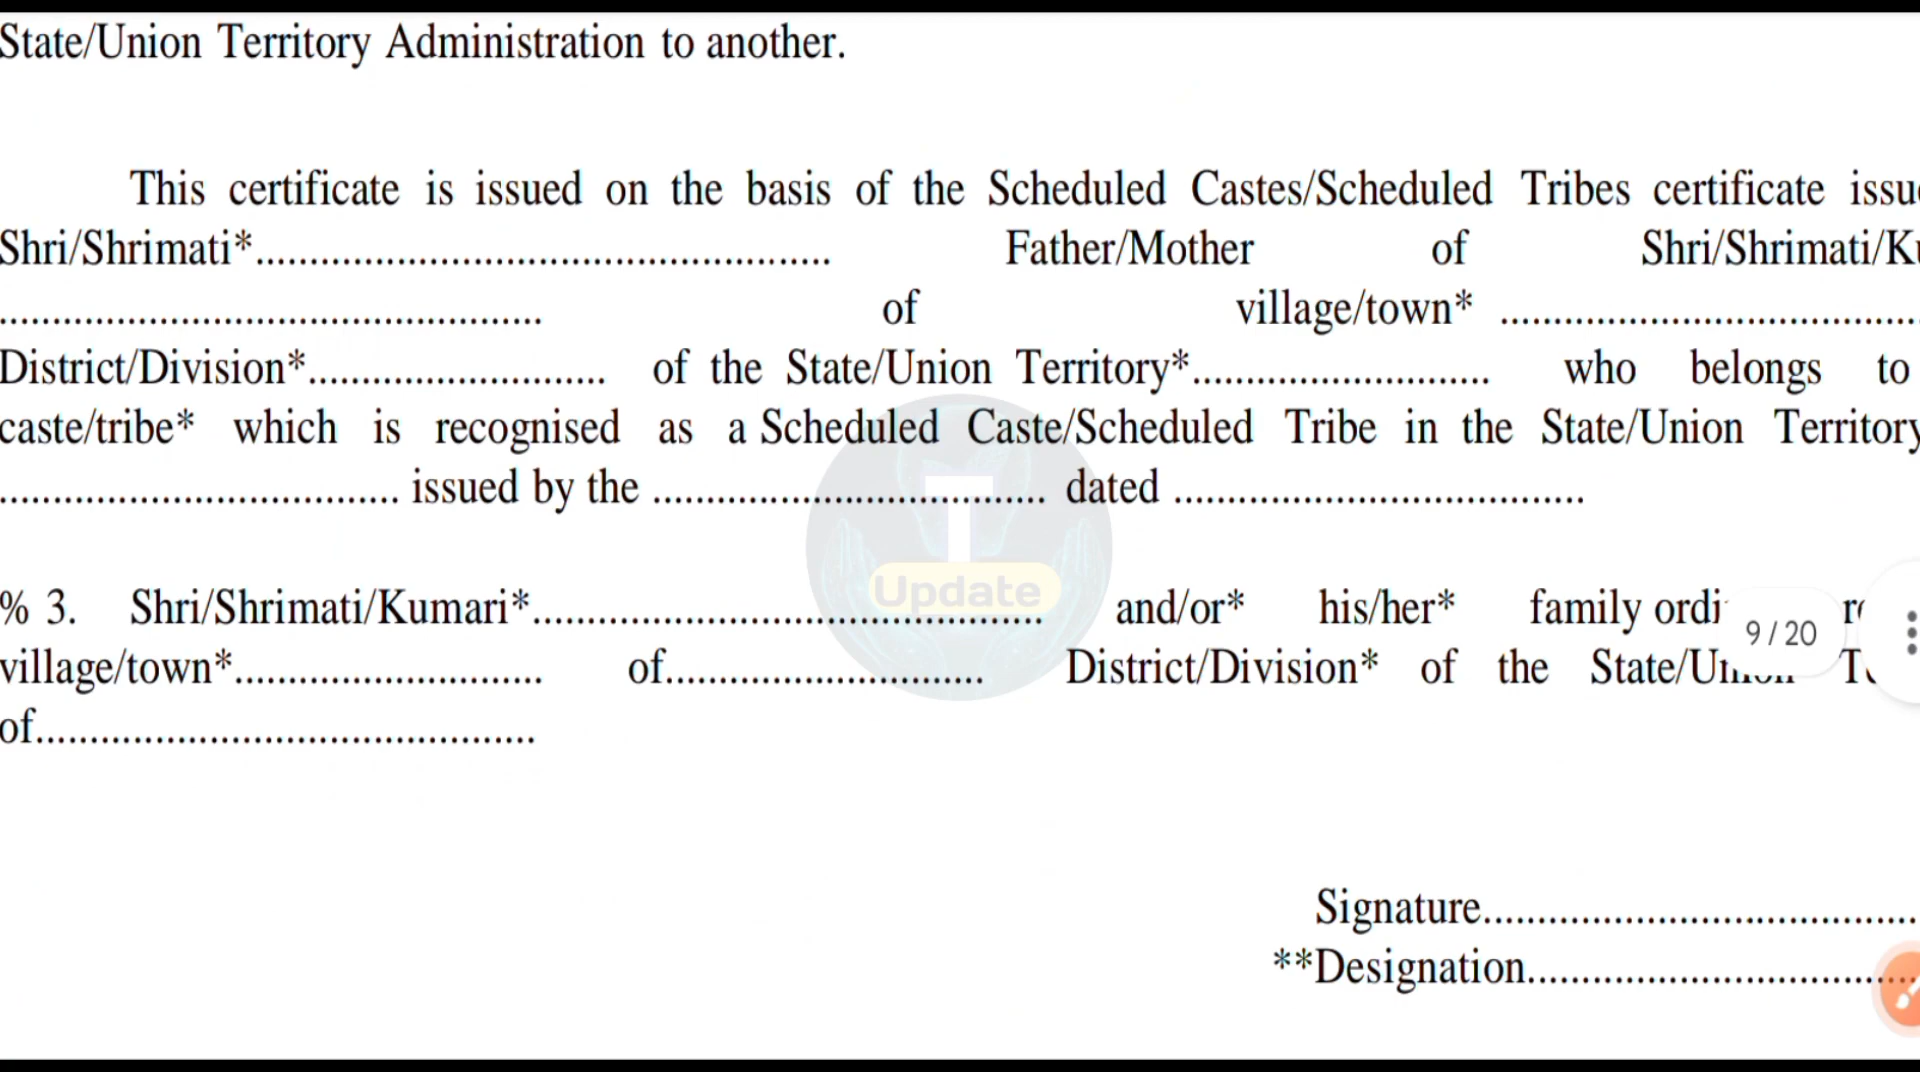 State/Union Territory Administration to another.
This certificate is issued on the basis of the Scheduled Castes/Scheduled Tribes certificate
Shri/Shrimati*...................................................... Father/Mother of Shri/Shrimati/
................................................... of village/town* .......................................
District/Division*............................ of the State/Union Territory*............................ who belongs to
caste/tribe* which is recognised as a Scheduled Caste/Scheduled Tribe in the State/Union Territory
..................................... issued by the ..................................... dated .......................................
Update
% 3. Shri/Shrimati/Kumari*................................................ and/or* his/her* family
9 / 20
village/town*............................. of.............................. District/Division* of the
of...............................................
Signature.........................................
**Designation.....................................